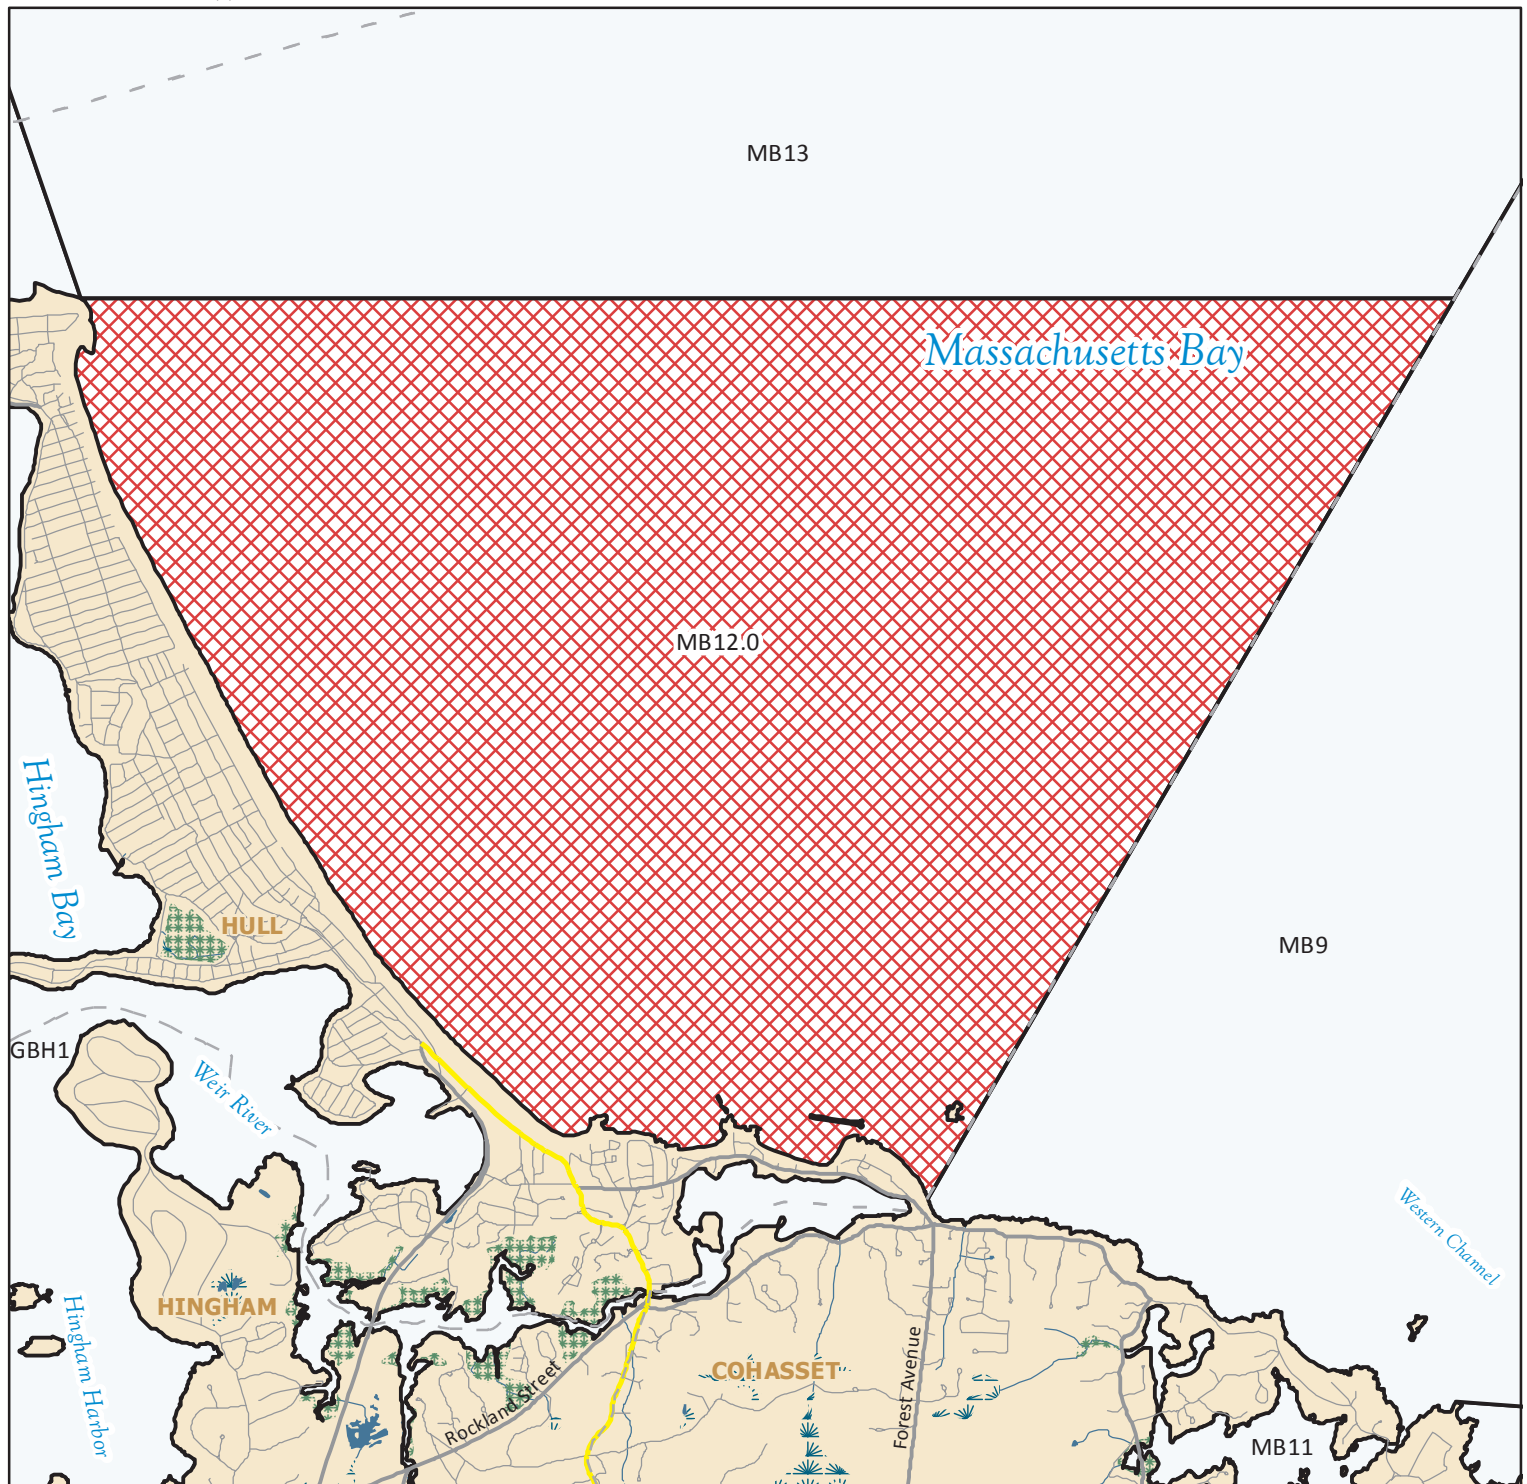 MB13
Massachusetts Bay
MB12.0
Hingham Bay
HULL
MB9
GBH1
Weir River
Western Channel
HINGHAM
Hingham Harbor
COHASSET
Forest Avenue
Rockland Street
MB11